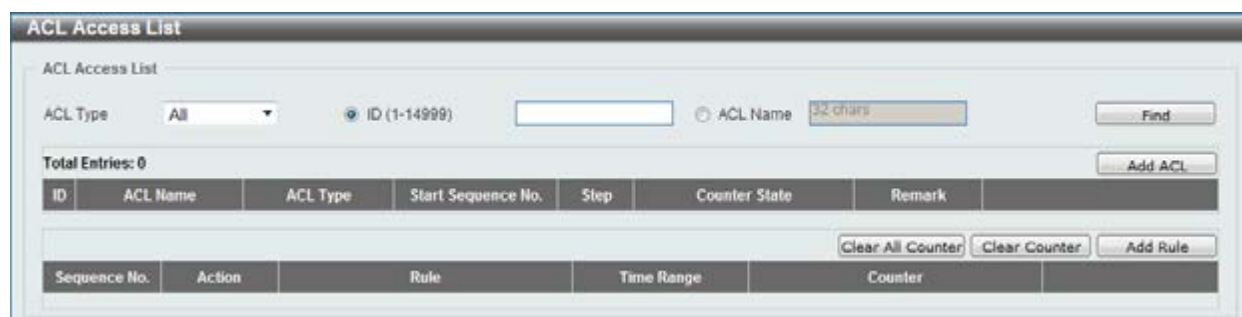 ACL Access List
ACL Access List
ACL Type All ID (1-14999) ACL Name 32 chars Find
Total Entries: 0 Add ACL
ID ACL Name ACL Type Start Sequence No. Step Counter State Remark
Clear All Counter Clear Counter Add Rule
Sequence No. Action Rule Time Range Counter